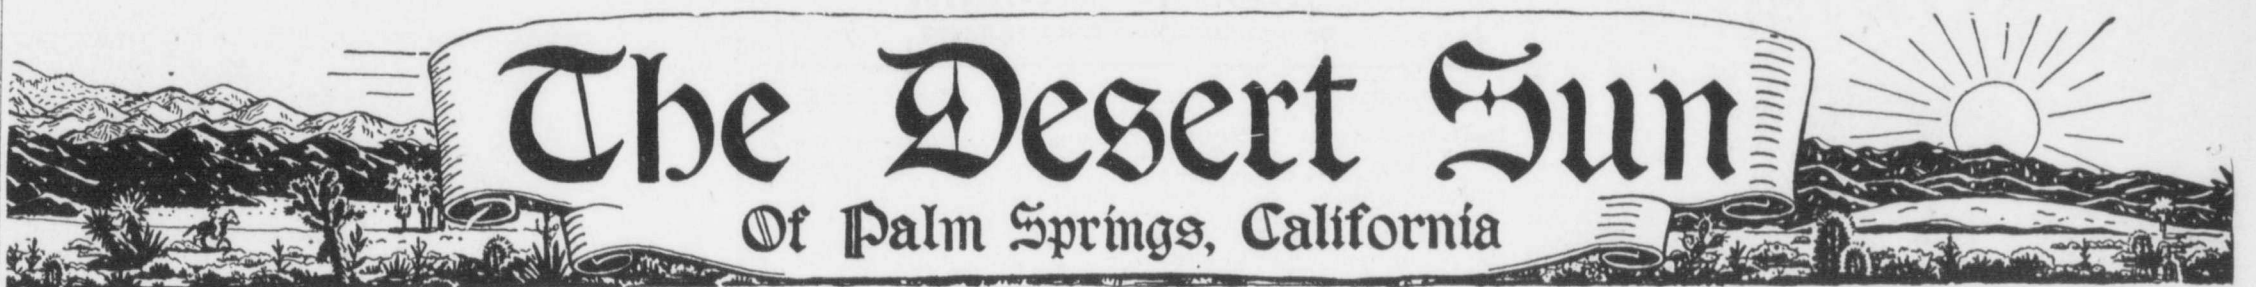 The Desert Sun
Of Palm Springs, California